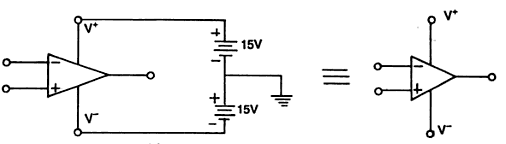 V+
+
15V
-
-
+
+
15V
-
V-
≡
V+
-
+
V-